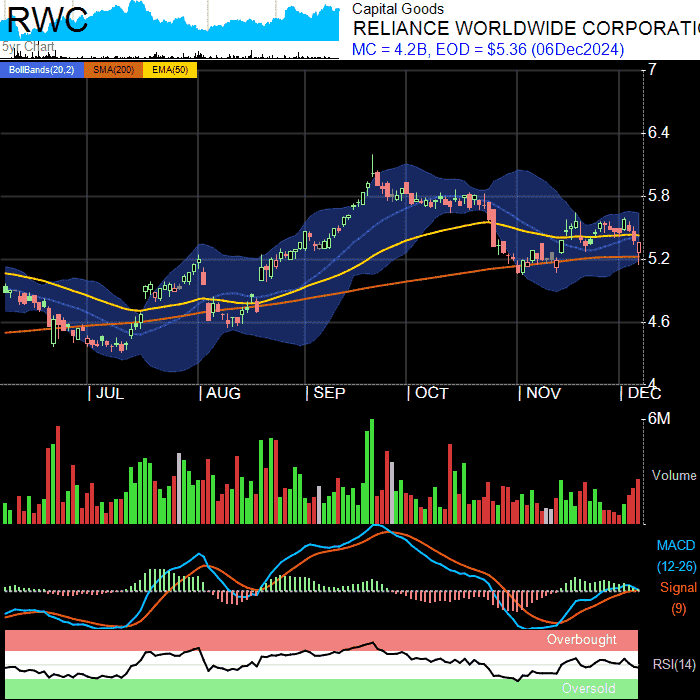 RWC
5yr Chart
Capital Goods
RELIANCE WORLDWIDE CORPORATI
MC = 4.2B, EOD = $5.36 (06Dec2024)
BollBands(20,2) SMA(200) EMA(50)
7
6.4
5.8
5.2
4.6
4
JUL AUG SEP OCT NOV DEC
6M
Volume
MACD
(12-26)
Signal
(9)
Overbought
RSI(14)
Oversold